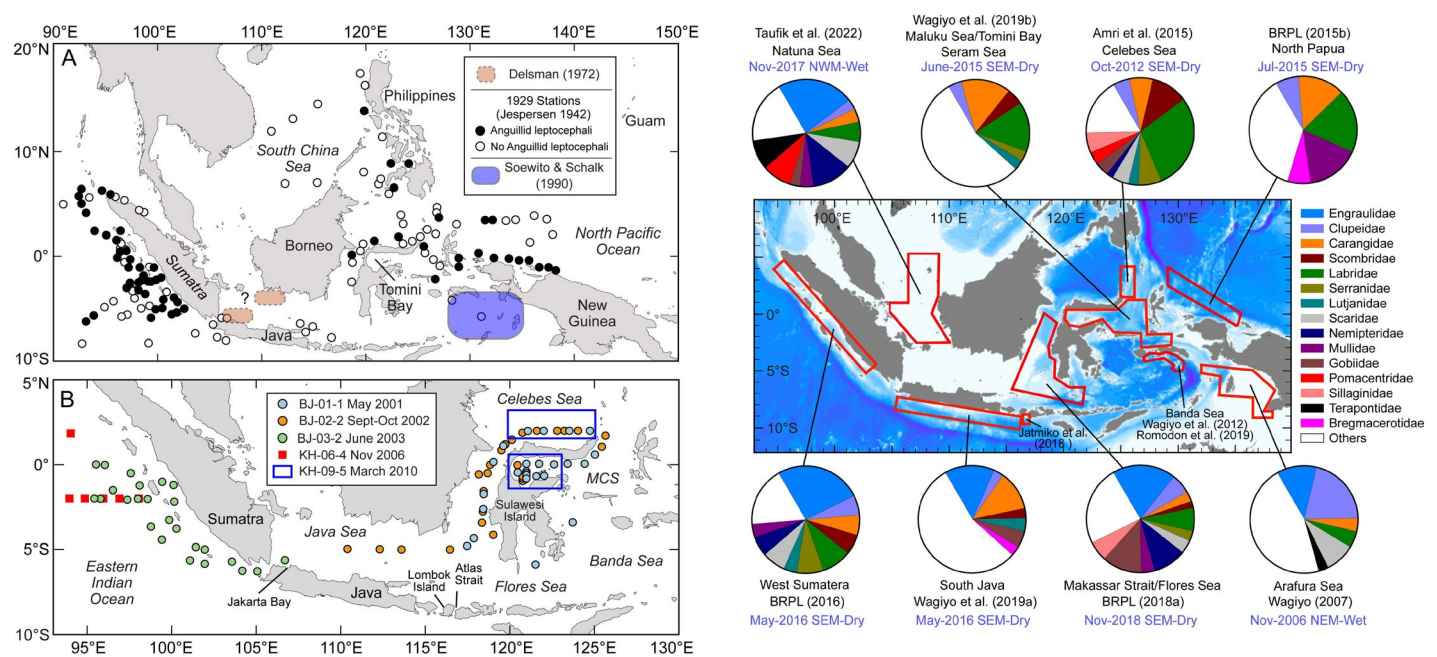 90°E 100°E 110°E 120°E 130°E 140°E 150°E
20°N
10°N
0°
10°S
A
Delsman (1972)
1929 Stations
(Jespersen 1942)
Anguillid leptocephali
No Anguillid leptocephali
Soewito & Schalk
(1990)
Philippines
Guam
South China
Sea
North Pacific
Ocean
Borneo
Sumatra
?
Java
Tomini
Bay
New
Guinea
5°N
0°
5°S
10°S
B
BJ-01-1 May 2001
BJ-02-2 Sept-Oct 2002
BJ-03-2 June 2003
KH-06-4 Nov 2006
KH-09-5 March 2010
Celebes Sea
MCS
Sulawesi
Island
Sumatra
Java Sea
Banda Sea
Eastern
Indian
Ocean
Jakarta Bay
Java
Lombok
Island
Atlas
Strait
Flores Sea
95°E 100°E 105°E 110°E 115°E 120°E 125°E 130°E
Taufik et al. (2022)
Natuna Sea
Nov-2017 NWM-Wet
Wagiyo et al. (2019b)
Maluku Sea/Tomini Bay
Seram Sea
June-2015 SEM-Dry
Amri et al. (2015)
Celebes Sea
Oct-2012 SEM-Dry
BRPL (2015b)
North Papua
Jul-2015 SEM-Dry
100°E 110°E 120°E 130°E
0°
5°S
10°S
Jatmiko et al.
(2018 )
Banda Sea
Wagiyo et al. (2012)
Romodon et al. (2019)
Engraulidae
Clupeidae
Carangidae
Scombridae
Labridae
Serranidae
Lutjanidae
Scaridae
Nemipteridae
Mullidae
Gobiidae
Pomacentridae
Sillaginidae
Terapontidae
Bregmacerotidae
Others
West Sumatera
BRPL (2016)
May-2016 SEM-Dry
South Java
Wagiyo et al. (2019a)
May-2016 SEM-Dry
Makassar Strait/Flores Sea
BRPL (2018a)
Nov-2018 SEM-Dry
Arafura Sea
Wagiyo (2007)
Nov-2006 NEM-Wet